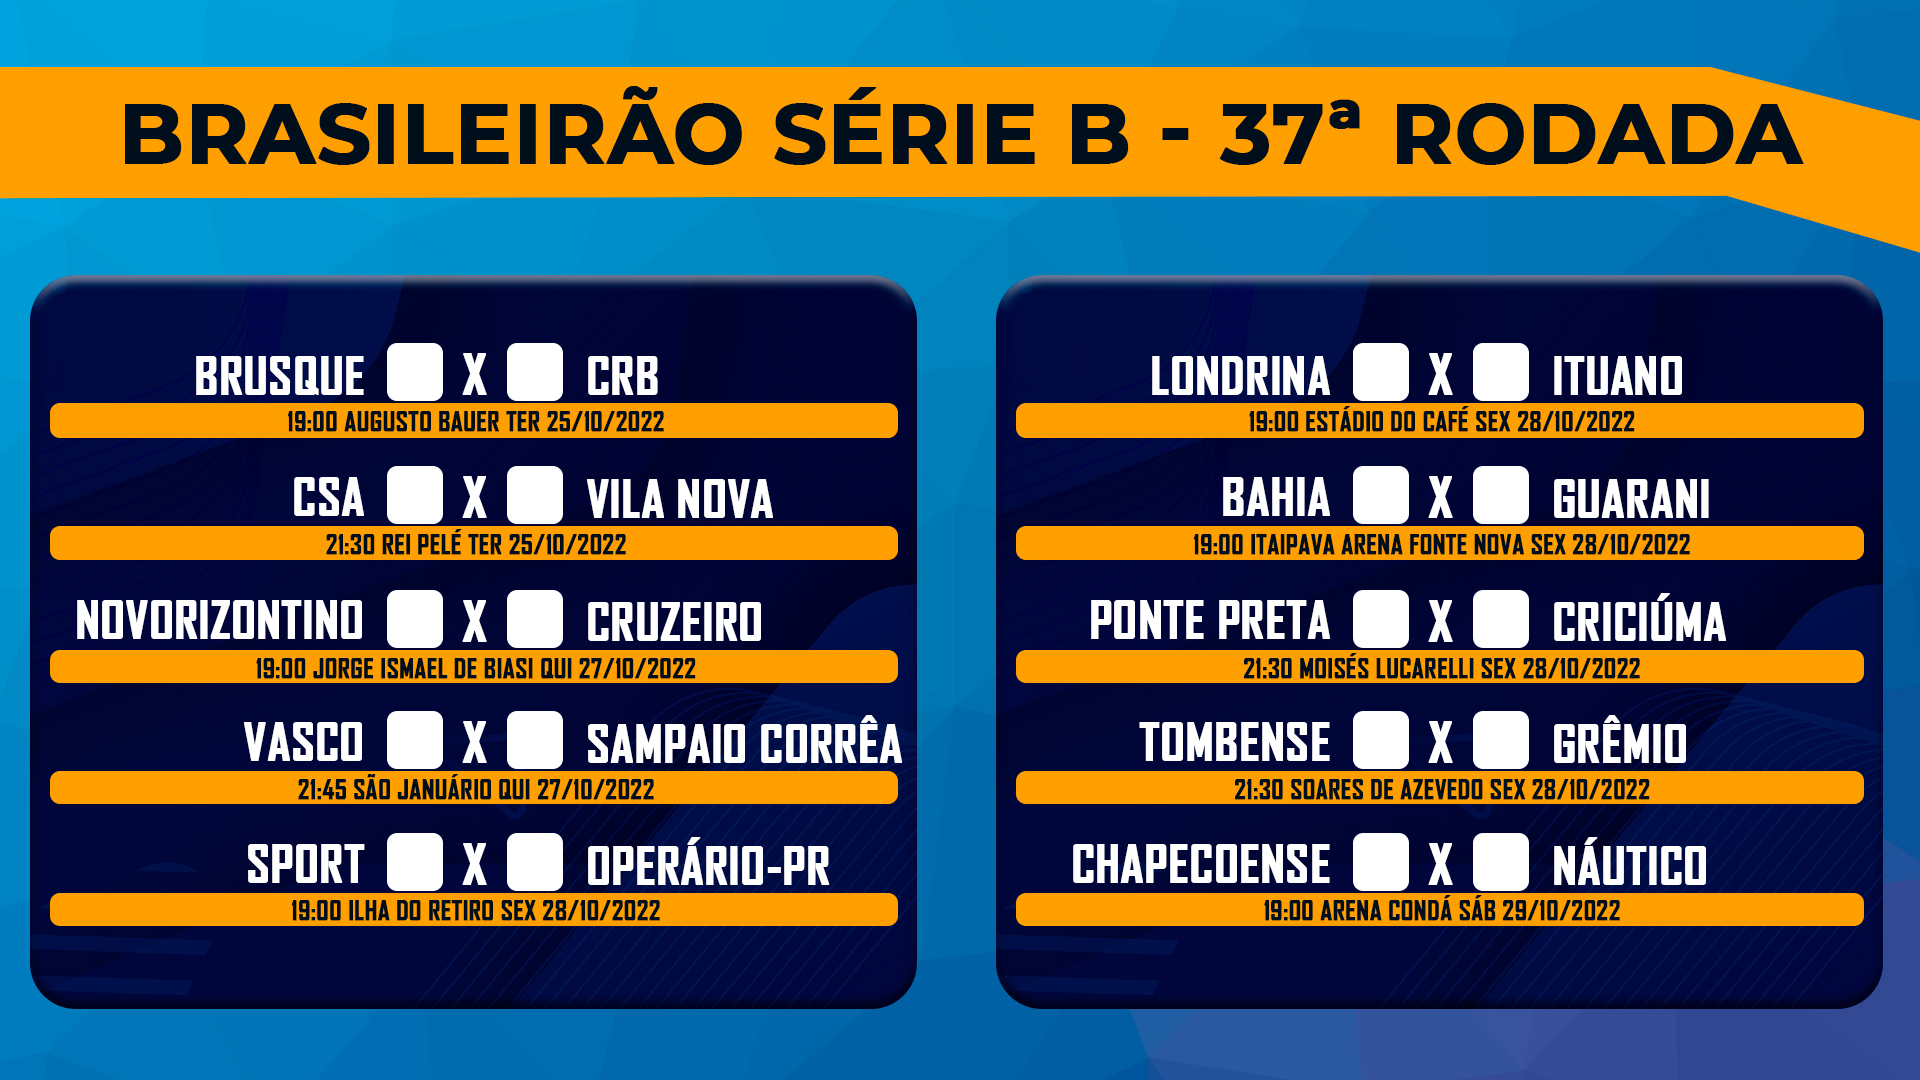 BRASILEIRÃO SÉRIE B - 37ª RODADA
BRUSQUE X CRB
19:00 AUGUSTO BAUER TER 25/10/2022
CSA X VILA NOVA
21:30 REI PELÉ TER 25/10/2022
NOVORIZONTINO X CRUZEIRO
19:00 JORGE ISMAEL DE BIASI QUI 27/10/2022
VASCO X SAMPAIO CORRÊA
21:45 SÃO JANUÁRIO QUI 27/10/2022
SPORT X OPERÁRIO-PR
19:00 ILHA DO RETIRO SEX 28/10/2022
LONDRINA X ITUANO
19:00 ESTÁDIO DO CAFÉ SEX 28/10/2022
BAHIA X GUARANI
19:00 ITAIPAVA ARENA FONTE NOVA SEX 28/10/2022
PONTE PRETA X CRICIÚMA
21:30 MOISÉS LUCARELLI SEX 28/10/2022
TOMBENSE X GRÊMIO
21:30 SOARES DE AZEVEDO SEX 28/10/2022
CHAPECOENSE X NÁUTICO
19:00 ARENA CONDÁ SÁB 29/10/2022